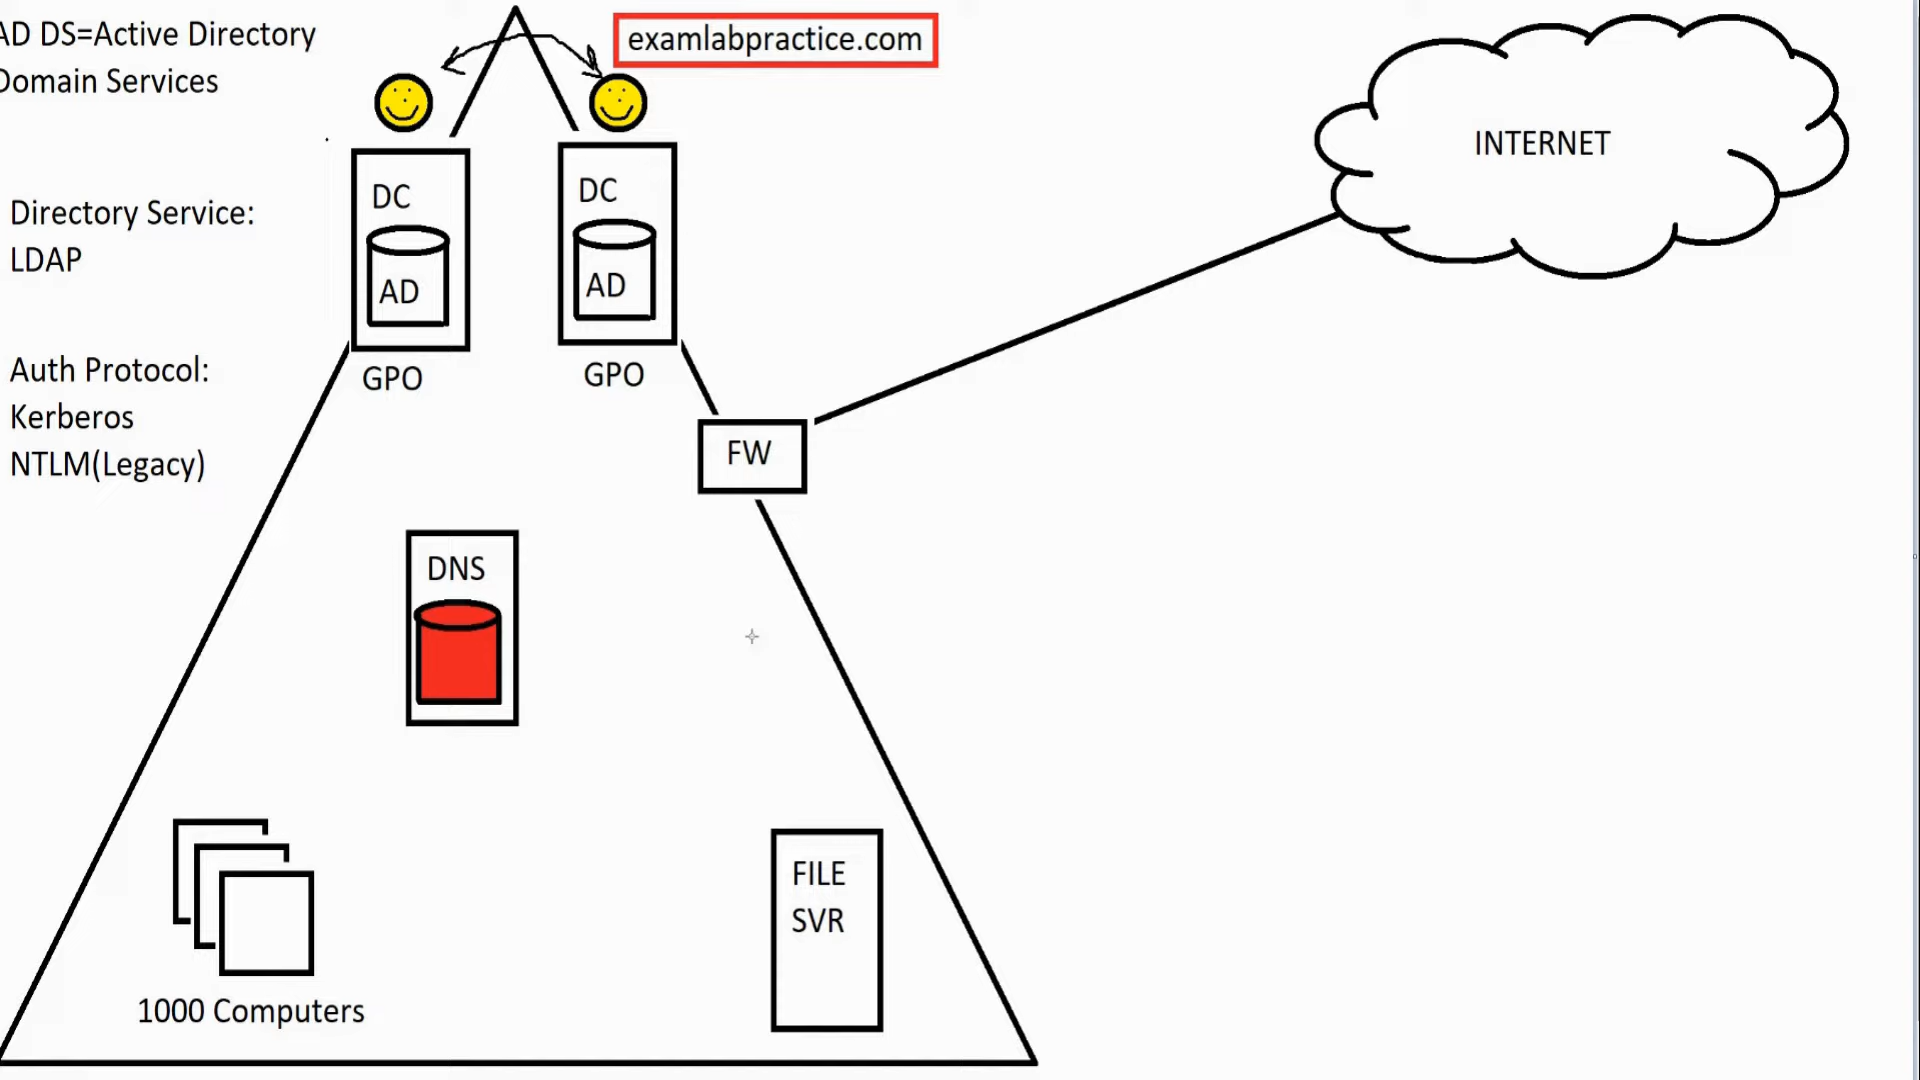 AD DS=Active Directory
Domain Services
examlabpractice.com
INTERNET
DC
AD
GPO
DC
AD
GPO
Directory Service:
LDAP
Auth Protocol:
Kerberos
NTLM(Legacy)
FW
DNS
FILE
SVR
1000 Computers